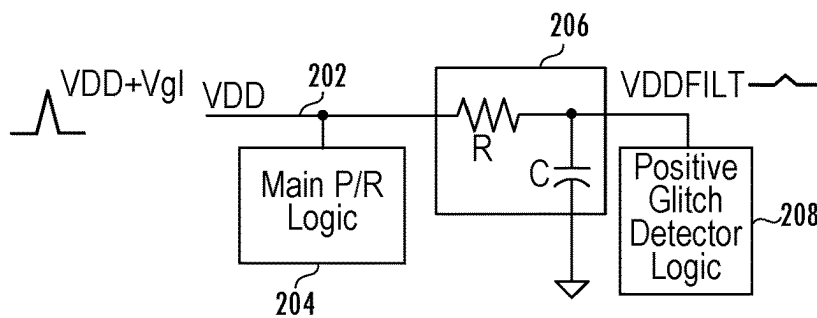 206
VDD+Vgl
VDD
202
VDDFILT
R
C
Main P/R
Logic
204
Positive
Glitch
Detector
Logic
208